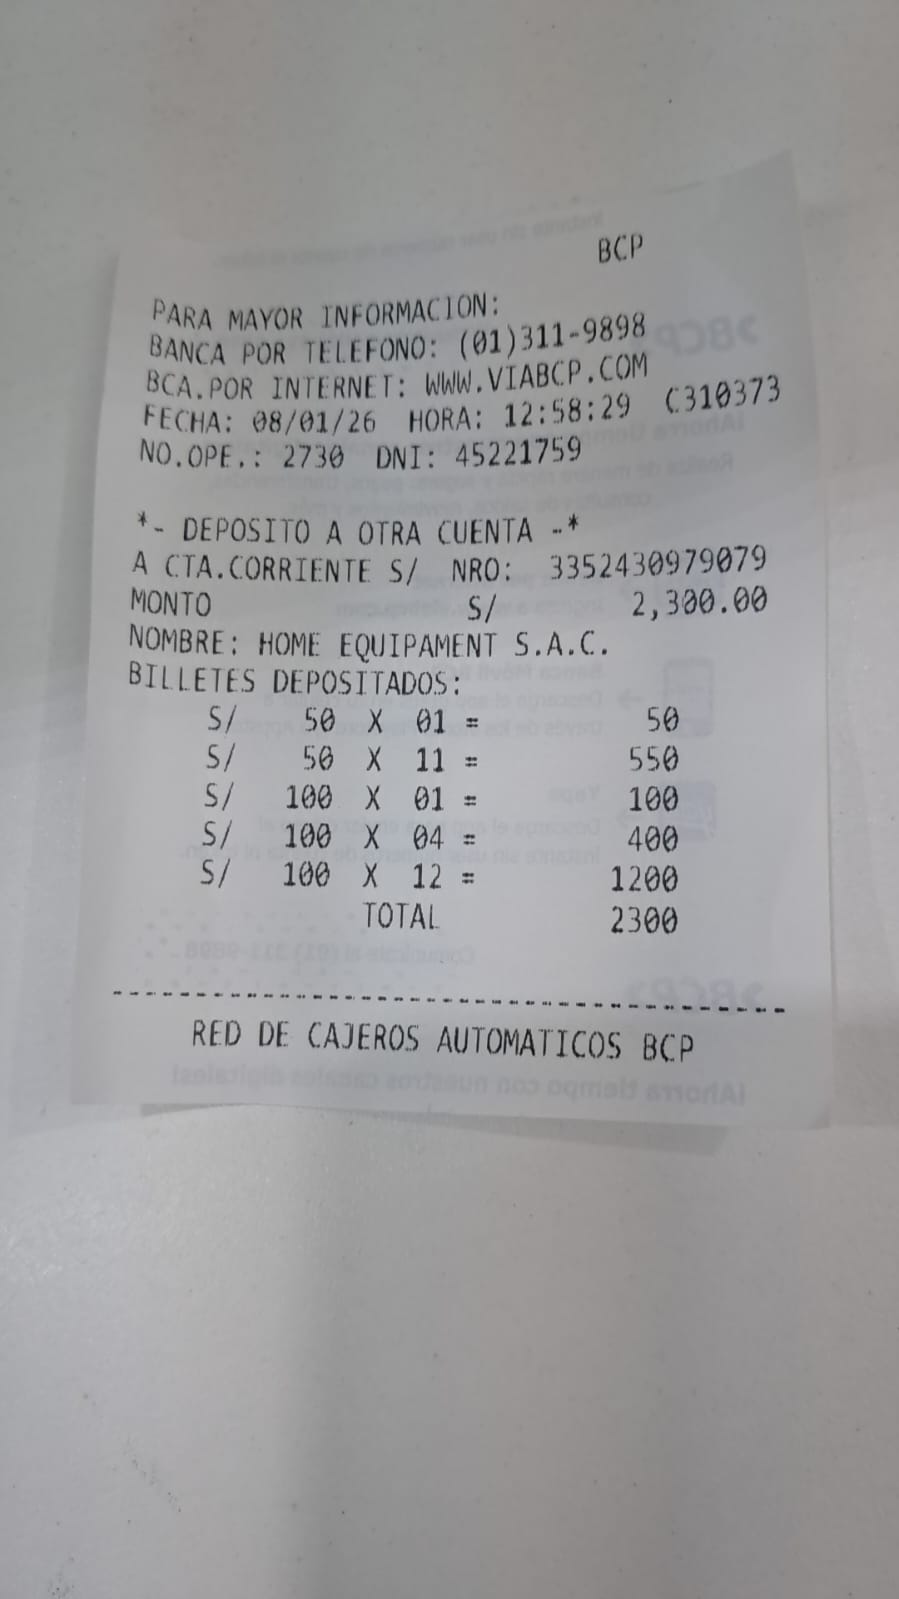 BCP
PARA MAYOR INFORMACION:
BANCA POR TELEFONO: (01)311-9898
BCA.POR INTERNET: WWW.VIABCP.COM
FECHA: 08/01/26 HORA: 12:58:29 C310373
NO.OPE.: 2730 DNI: 45221759
*- DEPOSITO A OTRA CUENTA -*
A CTA.CORRIENTE S/ NRO: 3352430979079
MONTO S/ 2,300.00
NOMBRE: HOME EQUIPAMENT S.A.C.
BILLETES DEPOSITADOS:
S/ 50 X 01 = 50
S/ 50 X 11 = 550
S/ 100 X 01 = 100
S/ 100 X 04 = 400
S/ 100 X 12 = 1200
TOTAL 2300
--------------------------------------------
RED DE CAJEROS AUTOMATICOS BCP